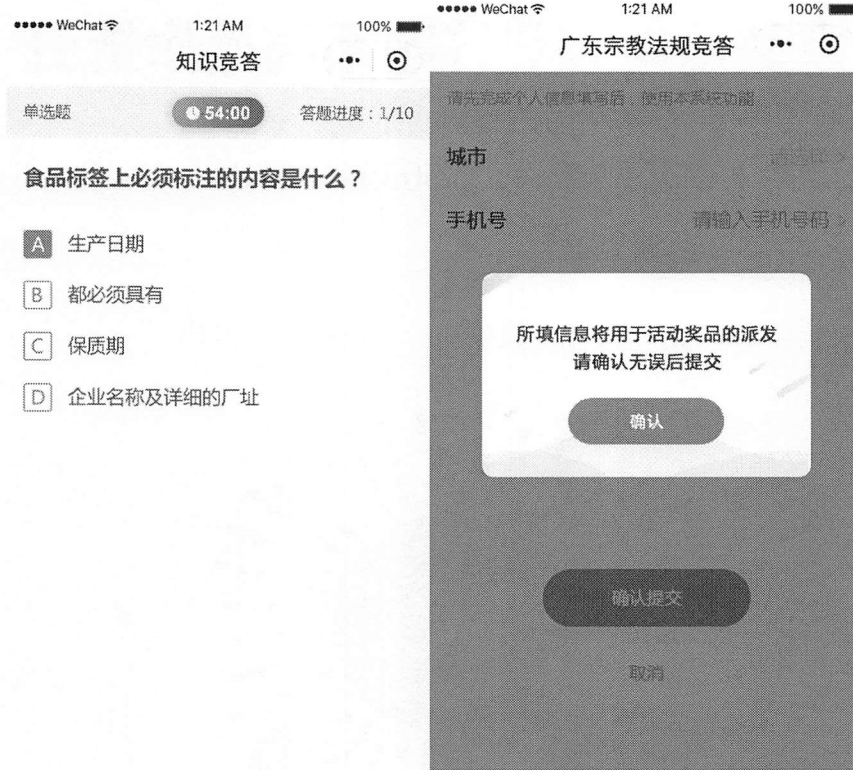 WeChat
1:21 AM
100%
知识竞答
单选题
54:00
答题进度：1/10
食品标签上必须标注的内容是什么？
A 生产日期
B 都必须具有
C 保质期
D 企业名称及详细的厂址
WeChat
1:21 AM
100%
广东宗教法规竞答
请先完成个人信息填写后，使用本系统功能
城市
请选择
手机号
请输入手机号码
所填信息将用于活动奖品的派发
请确认无误后提交
确认
确认提交
取消